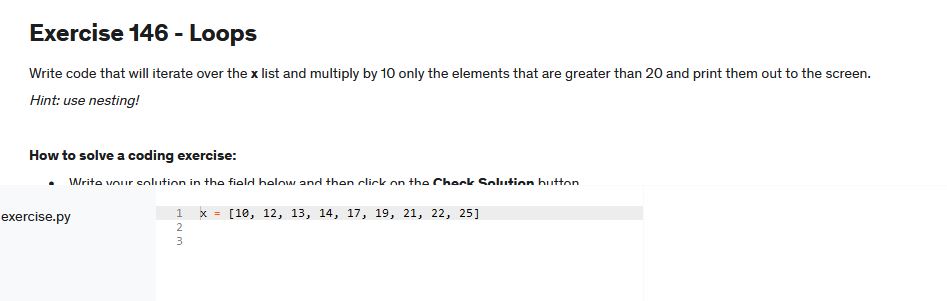 Exercise 146 - Loops
Write code that will iterate over the x list and multiply by 10 only the elements that are greater than 20 and print them out to the screen.
Hint: use nesting!
How to solve a coding exercise:
• Write your solution in the field below and then click on the Check Solution button
exercise.py
1 x = [10, 12, 13, 14, 17, 19, 21, 22, 25]
2
3